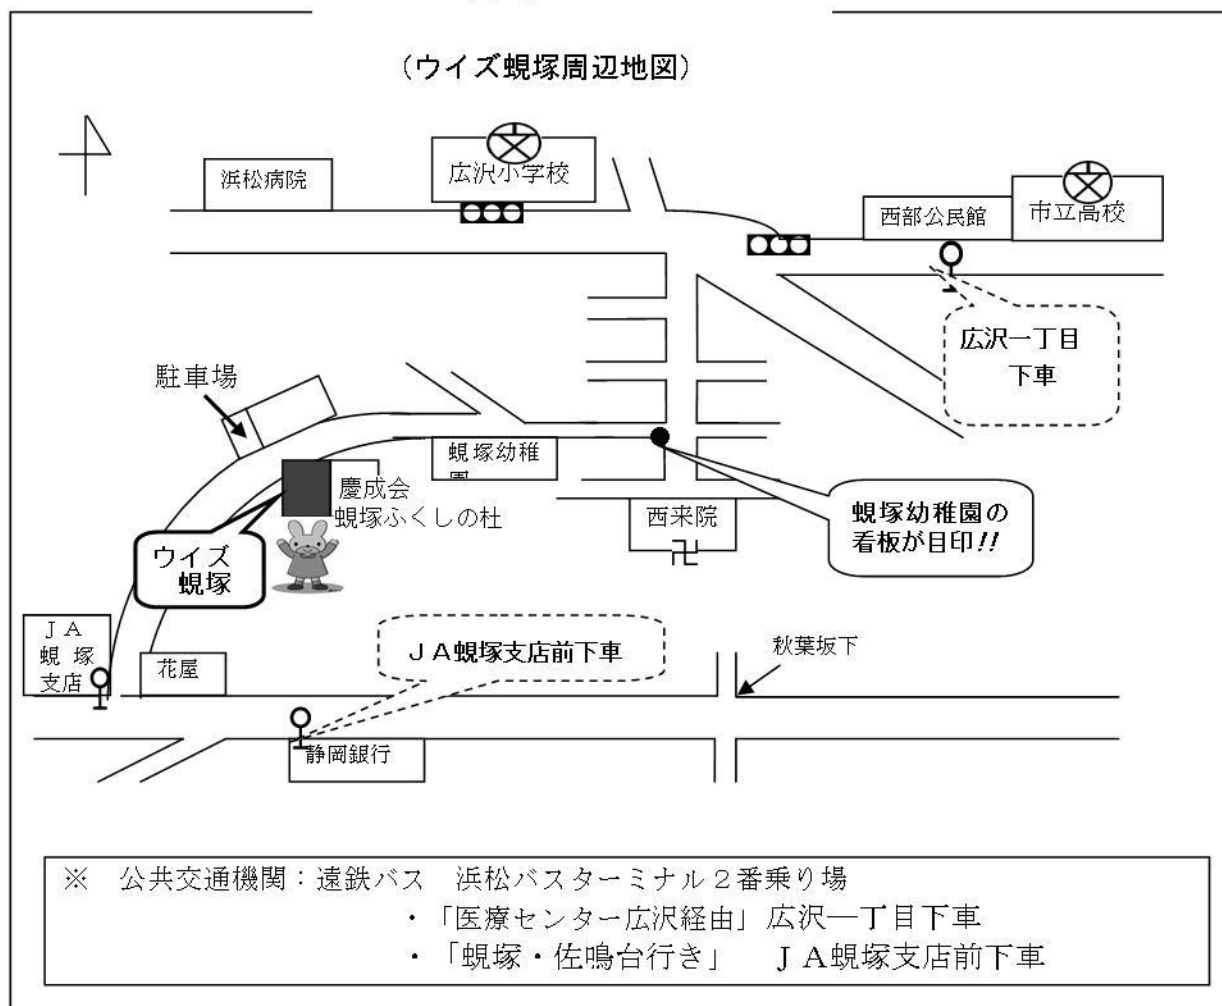 （ウイズ蜆塚周辺地図）
浜松病院
広沢小学校
西部公民館
市立高校
広沢一丁目
下車
駐車場
蜆塚幼稚
園
慶成会
蜆塚ふくしの杜
西来院
蜆塚幼稚園の
看板が目印!!
ウイズ
蜆塚
ＪＡ
蜆塚
支店
花屋
ＪＡ蜆塚支店前下車
秋葉坂下
静岡銀行
※　公共交通機関：遠鉄バス　浜松バスターミナル２番乗り場
・「医療センター広沢経由」広沢一丁目下車
・「蜆塚・佐鳴台行き」　ＪＡ蜆塚支店前下車